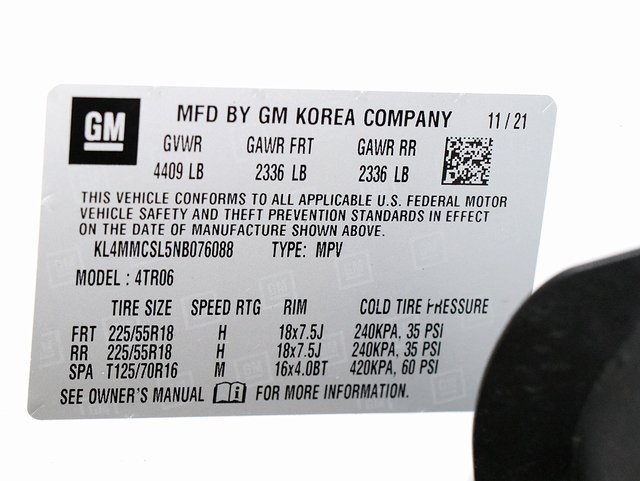 GM MFD BY GM KOREA COMPANY 11/21
GVWR GAWR FRT GAWR RR
4409 LB 2336 LB 2336 LB
THIS VEHICLE CONFORMS TO ALL APPLICABLE U.S. FEDERAL MOTOR
VEHICLE SAFETY AND THEFT PREVENTION STANDARDS IN EFFECT
ON THE DATE OF MANUFACTURE SHOWN ABOVE.
KL4MMCSL5NB076088 TYPE: MPV
MODEL : 4TR06
TIRE SIZE SPEED RTG RIM COLD TIRE PRESSURE
FRT 225/55R18 H 18x7.5J 240KPA, 35 PSI
RR 225/55R18 H 18x7.5J 240KPA, 35 PSI
SPA T125/70R16 M 16x4.0BT 420KPA, 60 PSI
SEE OWNER'S MANUAL i FOR MORE INFORMATION.